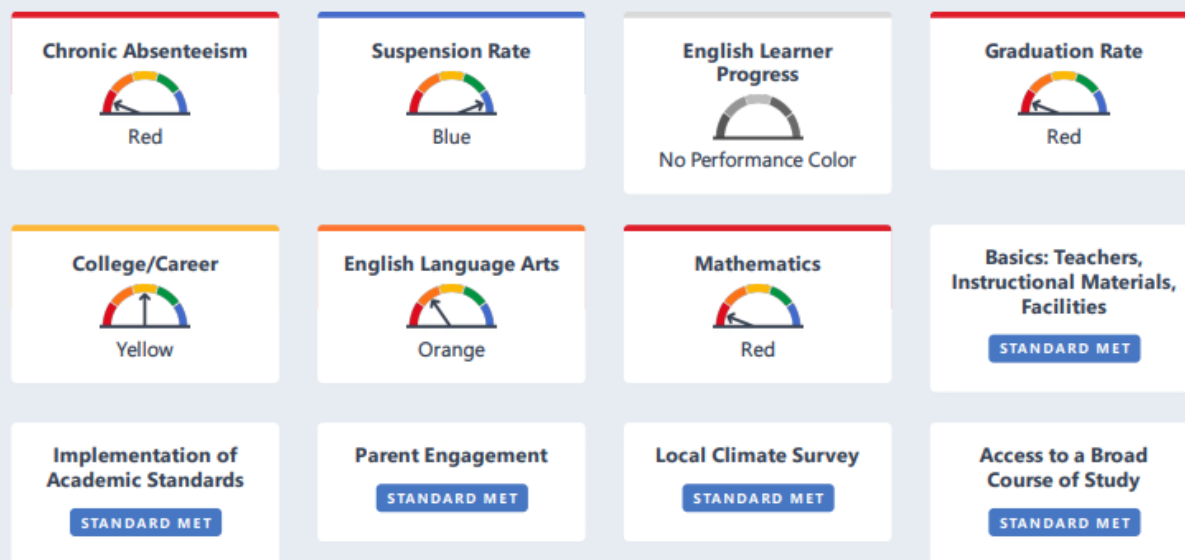 Chronic Absenteeism
Red
Suspension Rate
Blue
English Learner
Progress
No Performance Color
Graduation Rate
Red
College/Career
Yellow
English Language Arts
Orange
Mathematics
Red
Basics: Teachers,
Instructional Materials,
Facilities
STANDARD MET
Implementation of
Academic Standards
STANDARD MET
Parent Engagement
STANDARD MET
Local Climate Survey
STANDARD MET
Access to a Broad
Course of Study
STANDARD MET